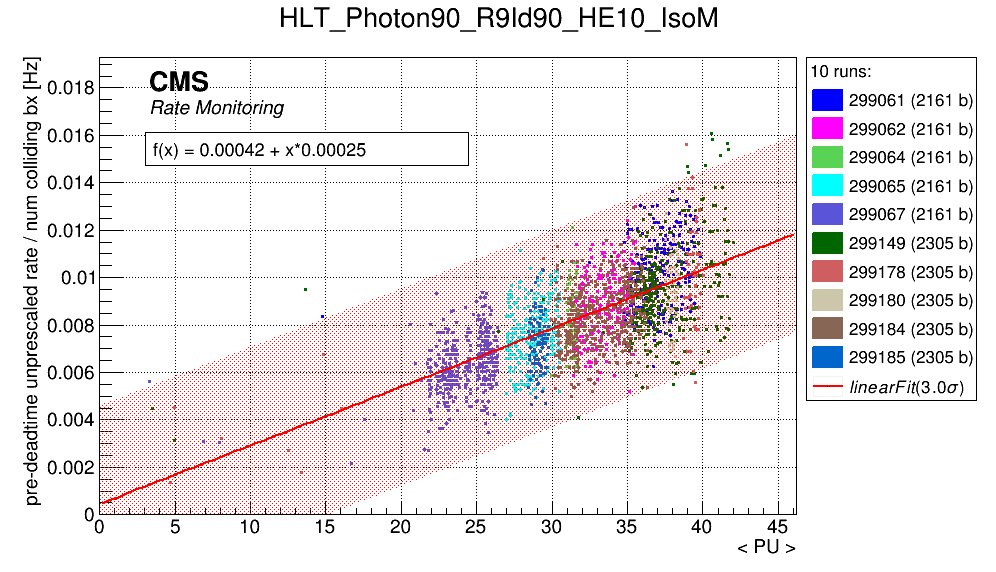 HLT_Photon90_R9Id90_HE10_IsoM
pre-deadtime unprescaled rate / num colliding bx [Hz]
CMS
Rate Monitoring
f(x) = 0.00042 + x*0.00025
0.018
0.016
0.014
0.012
0.01
0.008
0.006
0.004
0.002
0
0 5 10 15 20 25 30 35 40 45
< PU >
10 runs:
299061 (2161 b)
299062 (2161 b)
299064 (2161 b)
299065 (2161 b)
299067 (2161 b)
299149 (2305 b)
299178 (2305 b)
299180 (2305 b)
299184 (2305 b)
299185 (2305 b)
linearFit(3.0σ)